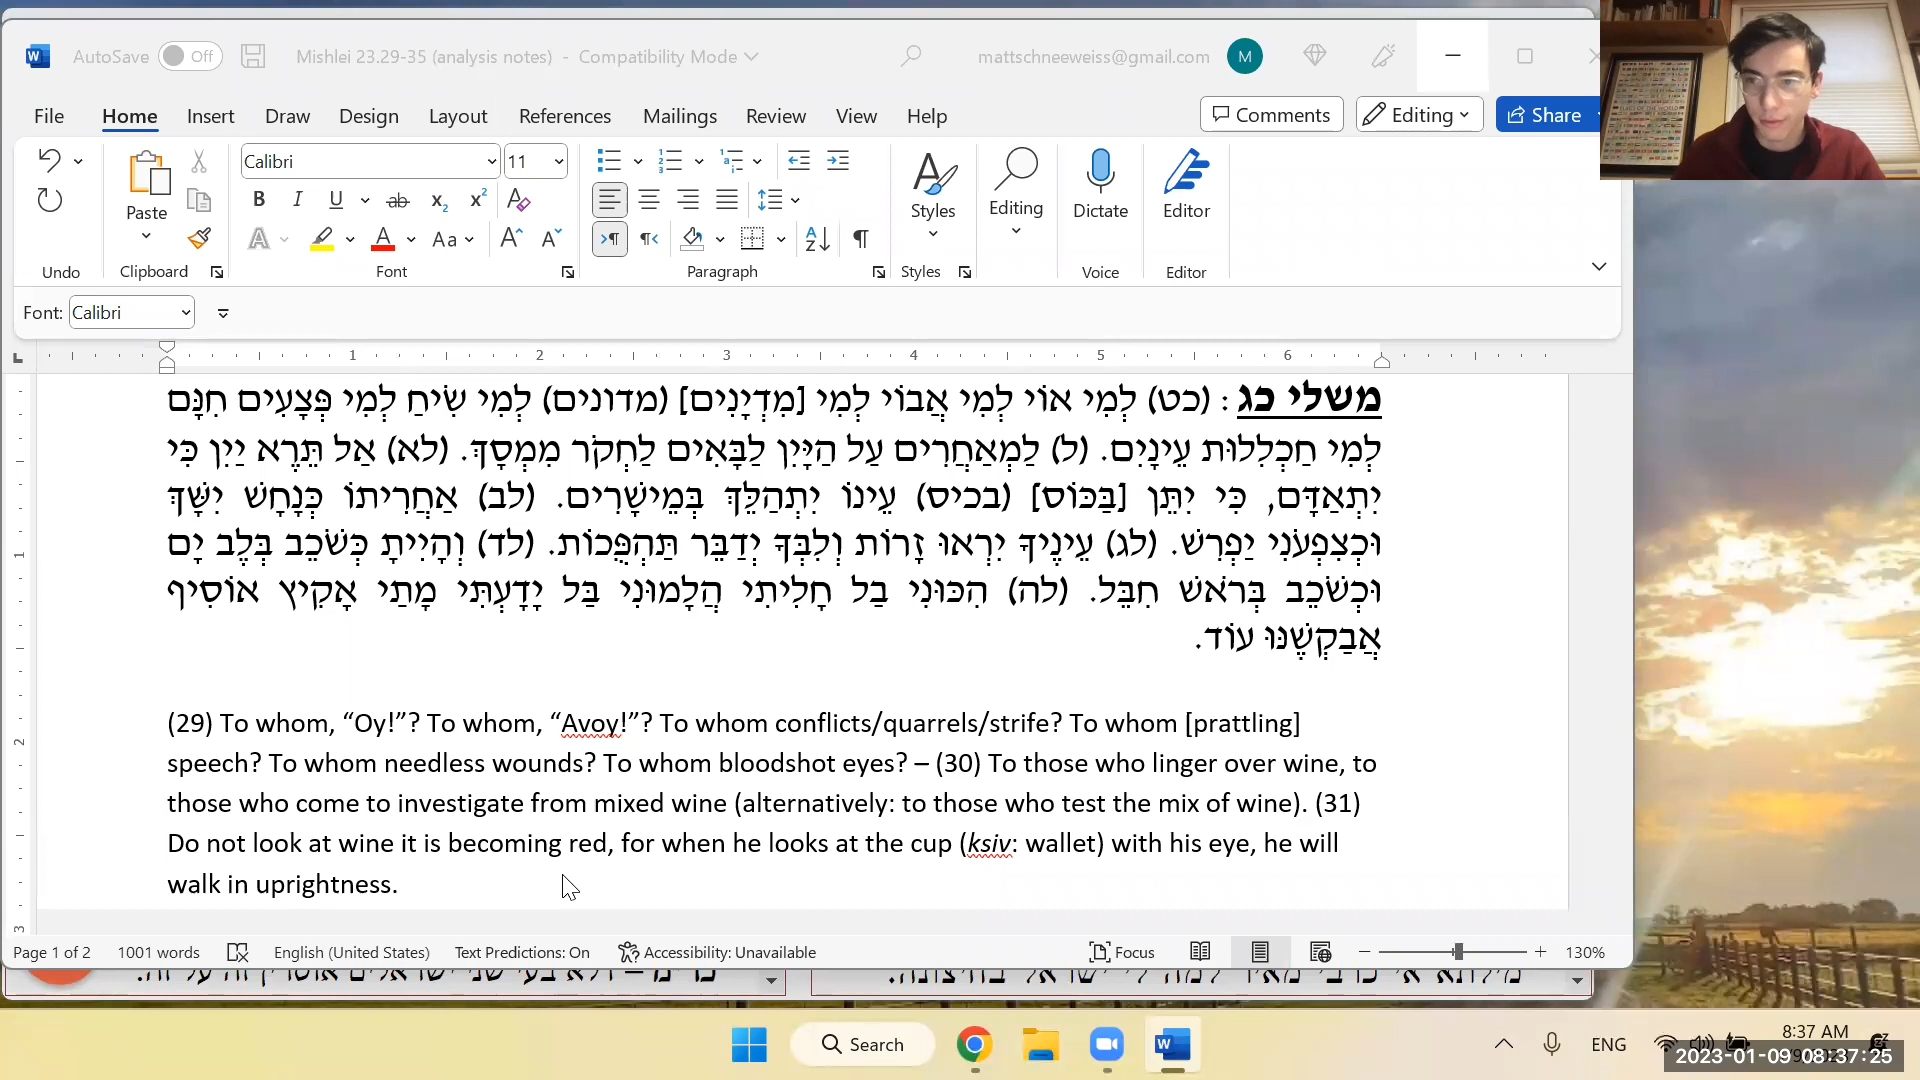 AutoSave Off Mishlei 23.29-35 (analysis notes) - Compatibility Mode mattschneeweiss@gmail.com M
File Home Insert Draw Design Layout References Mailings Review View Help Comments Editing Share
Calibri 11
Paste Styles Editing Dictate Editor
Undo Clipboard Font Paragraph Styles Voice Editor
Font: Calibri
1 2 3 4 5 6
משלי כג: (כט) לְמִי אוֹי לְמִי אֲבוֹי לְמִי [מִדְיָנִים] (מדונים) לְמִי שִׂיחַ לְמִי פְּצָעִים חִנָּם
לְמִי חַכְלִלוּת עֵינָיִם. (ל) לַמְאַחֲרִים עַל הַיָּיִן לַבָּאִים לַחְקֹר מִמְסָךְ. (לא) אַל תֵּרֶא יַיִן כִּי
יִתְאַדָּם, כִּי יִתֵּן [בַּכּוֹס] (בכיס) עֵינוֹ יִתְהַלֵּךְ בְּמֵישָׁרִים. (לב) אַחֲרִיתוֹ כְּנָחָשׁ יִשָּׁךְ
וּכְצִפְעֹנִי יַפְרִשׁ. (לג) עֵינֶיךָ יִרְאוּ זָרוֹת וְלִבְּךָ יְדַבֵּר תַּהְפֻּכוֹת. (לד) וְהָיִיתָ כְּשֹׁכֵב בְּלֶב יָם
וּכְשֹׁכֵב בְּרֹאשׁ חִבֵּל. (לה) הִכּוּנִי בַל חָלִיתִי הֲלָמוּנִי בַּל יָדָעְתִּי מָתַי אָקִיץ אוֹסִיף
אֲבַקְשֶׁנּוּ עוֹד.
(29) To whom, “Oy!”? To whom, “Avoy!”? To whom conflicts/quarrels/strife? To whom [prattling]
speech? To whom needless wounds? To whom bloodshot eyes? – (30) To those who linger over wine, to
those who come to investigate from mixed wine (alternatively: to those who test the mix of wine). (31)
Do not look at wine it is becoming red, for when he looks at the cup (ksiv: wallet) with his eye, he will
walk in uprightness.
Page 1 of 2 1001 words English (United States) Text Predictions: On Accessibility: Unavailable Focus 130%
Search ENG 8:37 AM
2023-01-09 08:37:25